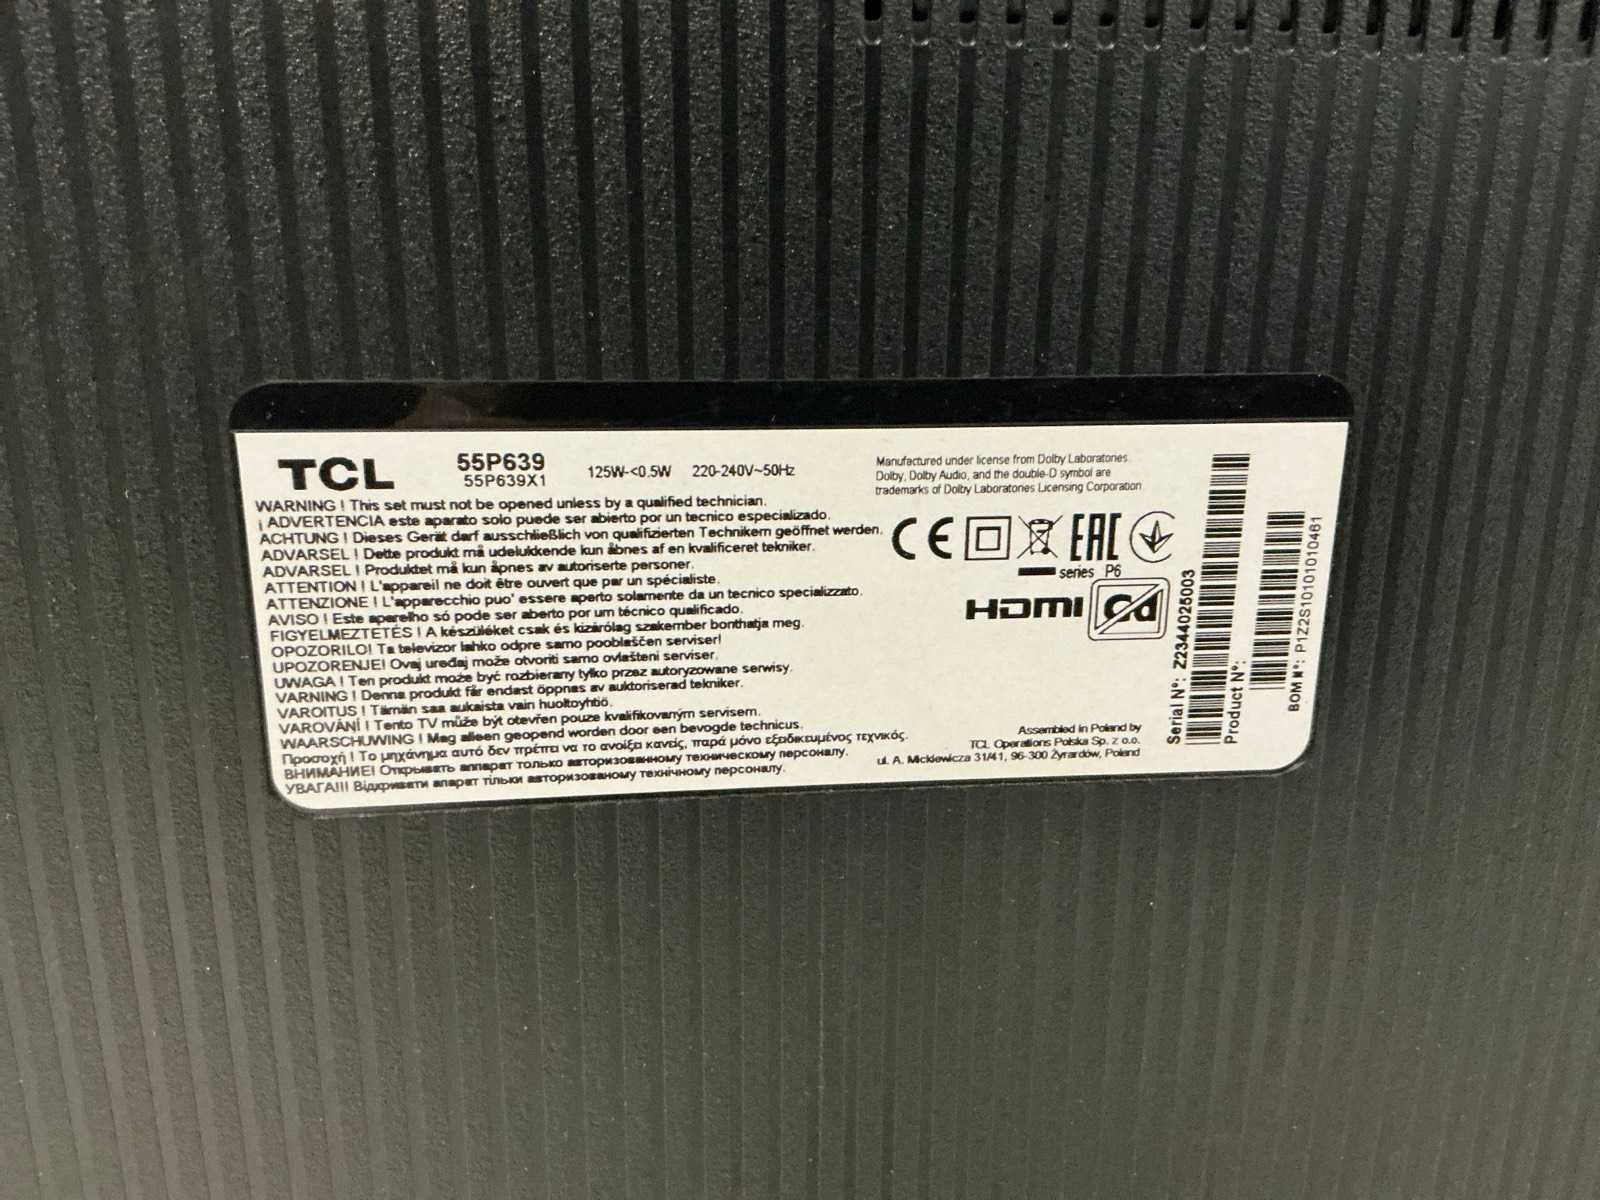 TCL
55P639
55P639X1
125W-<0.5W 220-240V~50Hz
Manufactured under license from Dolby Laboratories.
Dolby, Dolby Audio, and the double-D symbol are
trademarks of Dolby Laboratories Licensing Corporation
WARNING ! This set must not be opened unless by a qualified technician.
¡ ADVERTENCIA este aparato solo puede ser abierto por un tecnico especializado.
ACHTUNG ! Dieses Gerät darf ausschließlich von qualifizierten Technikern geöffnet werden.
ADVARSEL ! Dette produkt må udelukkende kun åbnes af en kvalificeret tekniker.
ADVARSEL ! Produktet må kun åpnes av autoriserte personer.
ATTENTION ! L'appareil ne doit être ouvert que par un spécialiste.
ATTENZIONE ! L'apparecchio puo' essere aperto solamente da un tecnico specializzato.
AVISO ! Este aparelho só pode ser aberto por um técnico qualificado.
FIGYELMEZTETÉS ! A készüléket csak és kizárólag szakember bonthatja meg.
OPOZORILO! Ta televizor lahko odpre samo pooblaščen serviser!
UPOZORENJE! Ovaj uređaj može otvoriti samo ovlašteni serviser.
UWAGA ! Ten produkt może być rozbierany tylko przez autoryzowane serwisy.
VARNING ! Denna produkt får endast öppnas av auktoriserad tekniker.
VAROITUS ! Tämän saa aukaista vain huoltoyhtiö.
VAROVÁNÍ ! Tento TV může být otevřen pouze kvalifikovaným servisem.
WAARSCHUWING ! Mag alleen geopend worden door een bevogde technicus.
Προσοχή ! Το μηχάνημα αυτό δεν πρέπει να το ανοίξει κανείς, παρά μόνο εξειδικευμένος τεχνικός.
ВНИМАНИЕ! Открывать аппарат только авторизованному техническому персоналу.
УВАГА!!! Відкривати апарат тільки авторизованому технічному персоналу.
CE EAC
series P6
HDMI Cd
Assembled in Poland by
TCL Operations Polska Sp. z o.o.
ul. A. Mickiewicza 31/41, 96-300 Żyrardów, Poland
Serial Nº: Z2344025003
Product Nº:
BOM Nº: P1Z2S10101010461